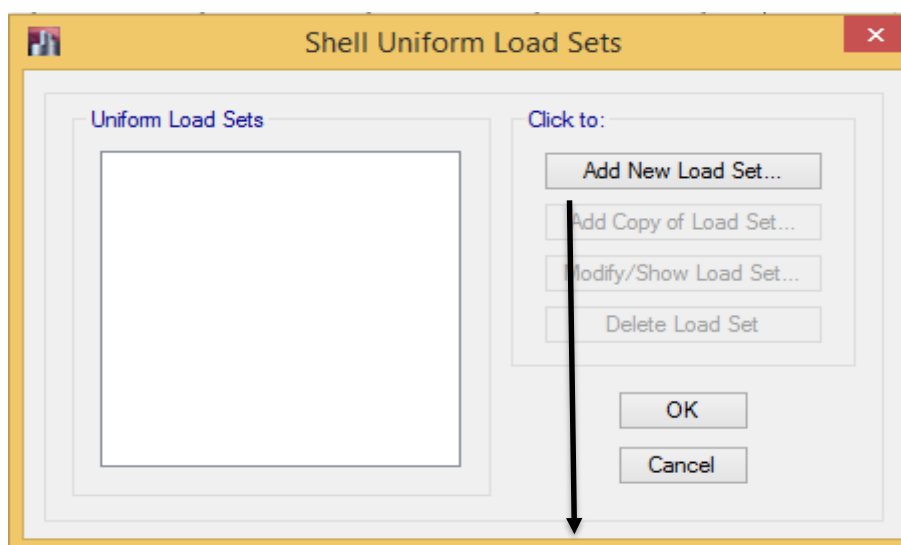 Shell Uniform Load Sets
Uniform Load Sets
Click to:
Add New Load Set...
Add Copy of Load Set...
Modify/Show Load Set...
Delete Load Set
OK
Cancel